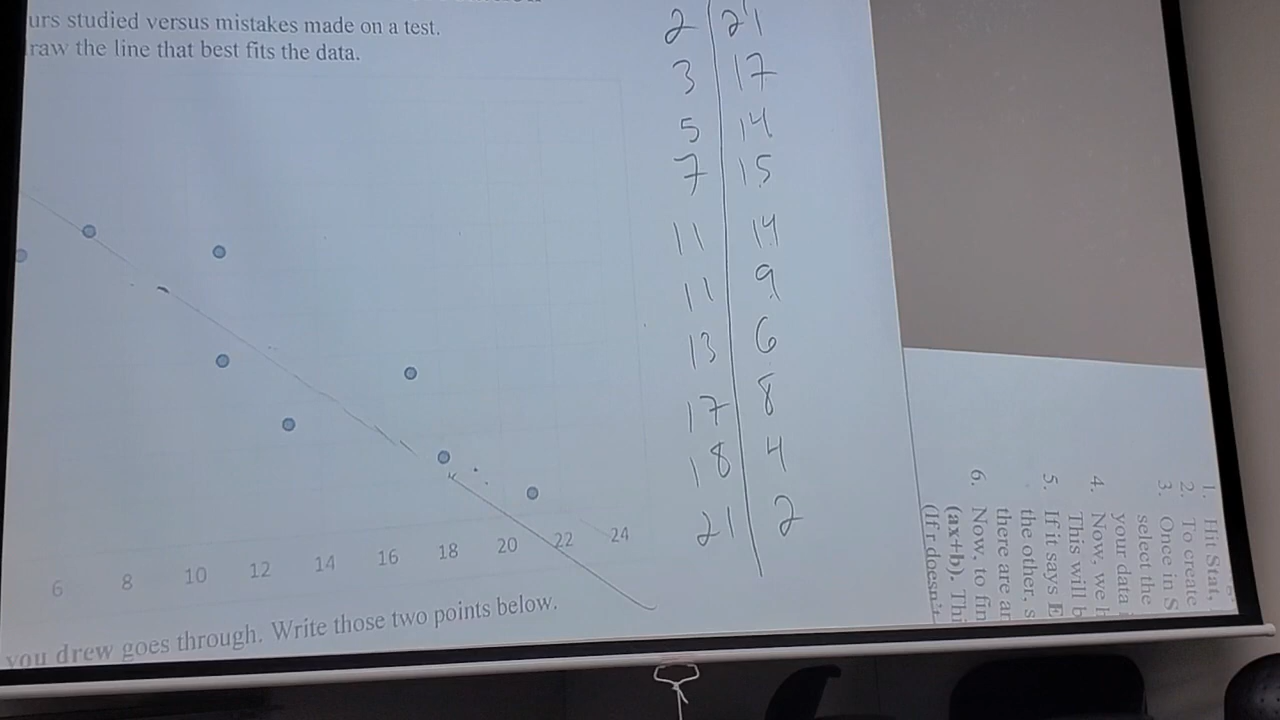 urs studied versus mistakes made on a test.
raw the line that best fits the data.
2 21
3 17
5 14
7 15
11 14
11 9
13 6
17 8
18 4
21 2
6 8 10 12 14 16 18 20 22 24
you drew goes through. Write those two points below.
1. Hit Stat,
2. To create
3. Once in S
select the
your data
4. Now, we h
This will b
5. If it says E
the other, s
there are ar
6. Now, to fin
(ax+b). Thi
(If r doesn't